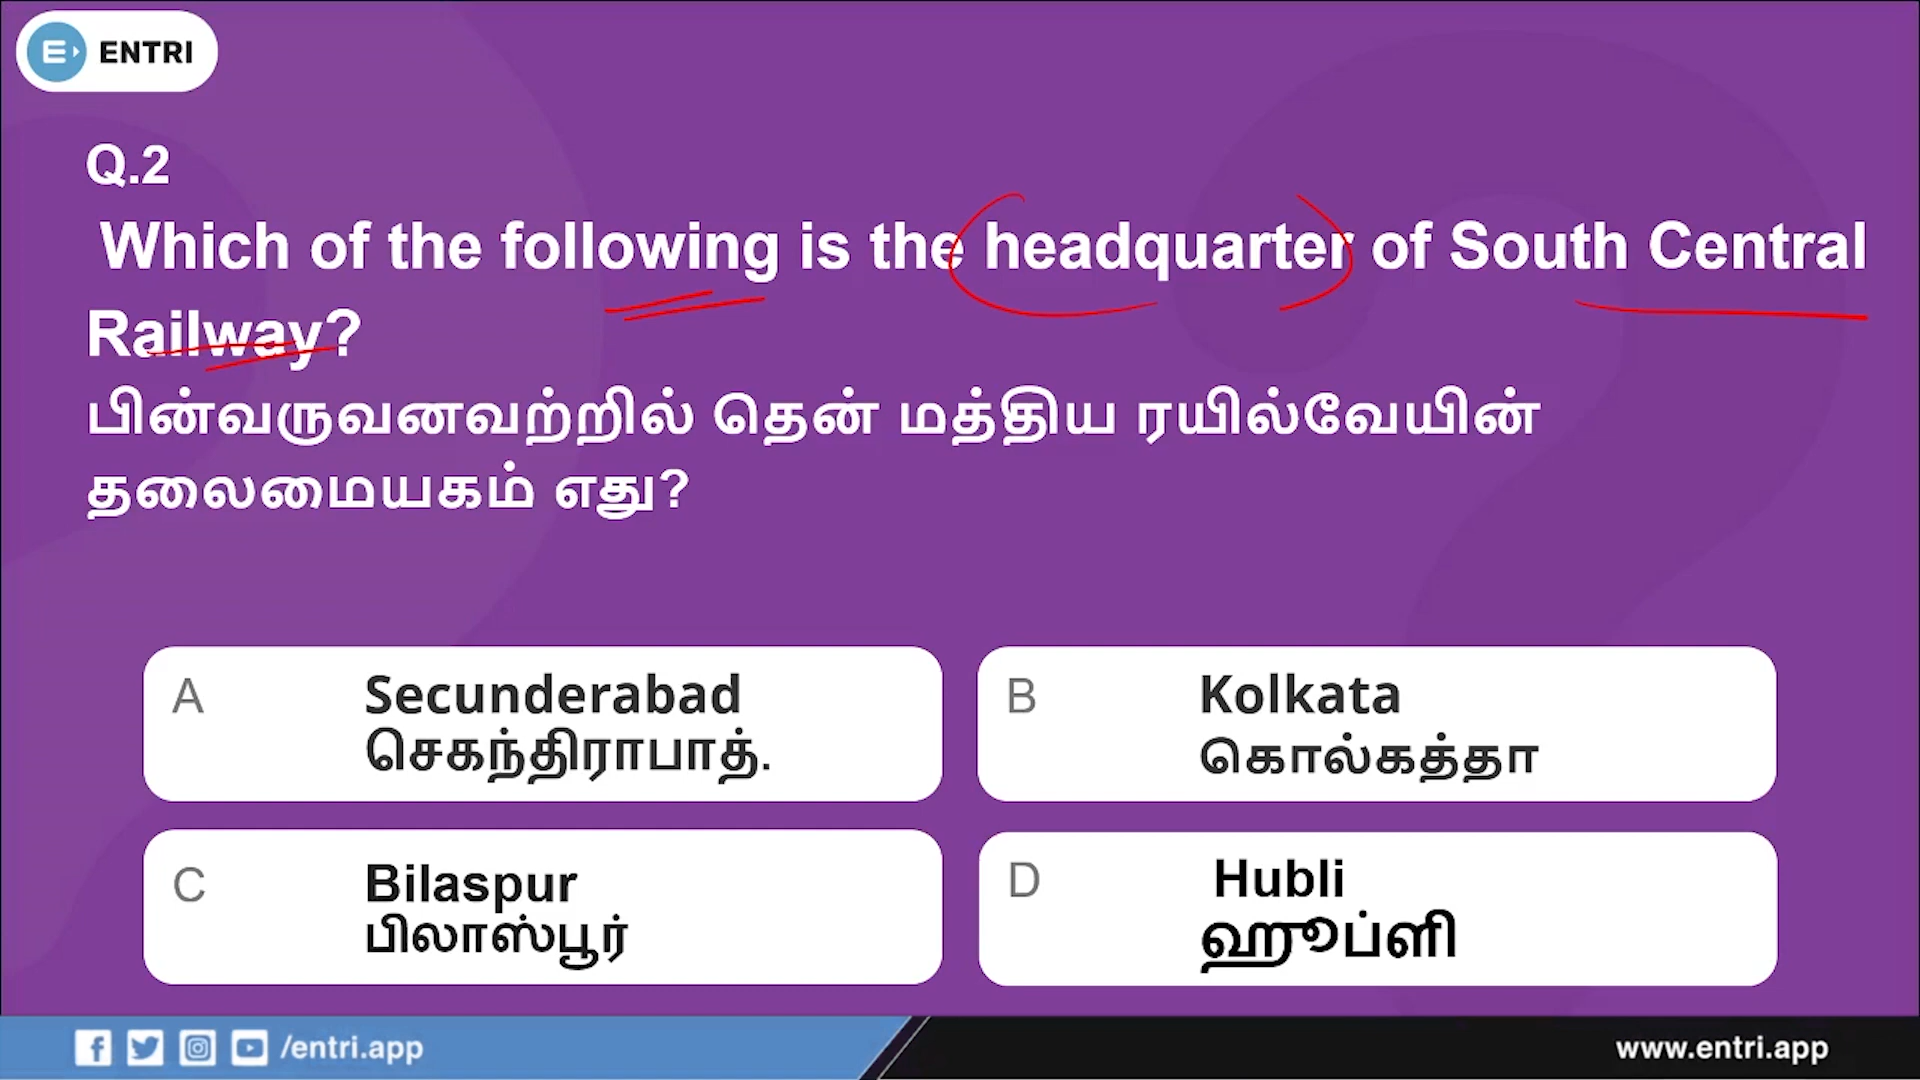 ENTRI
Q.2
Which of the following is the headquarter of South Central
Railway?
பின்வருவனவற்றில் தென் மத்திய ரயில்வேயின்
தலைமையகம் எது?
A
Secunderabad
செகந்திராபாத்.
B
Kolkata
கொல்கத்தா
C
Bilaspur
பிலாஸ்பூர்
D
Hubli
ஹூப்ளி
/entri.app
www.entri.app